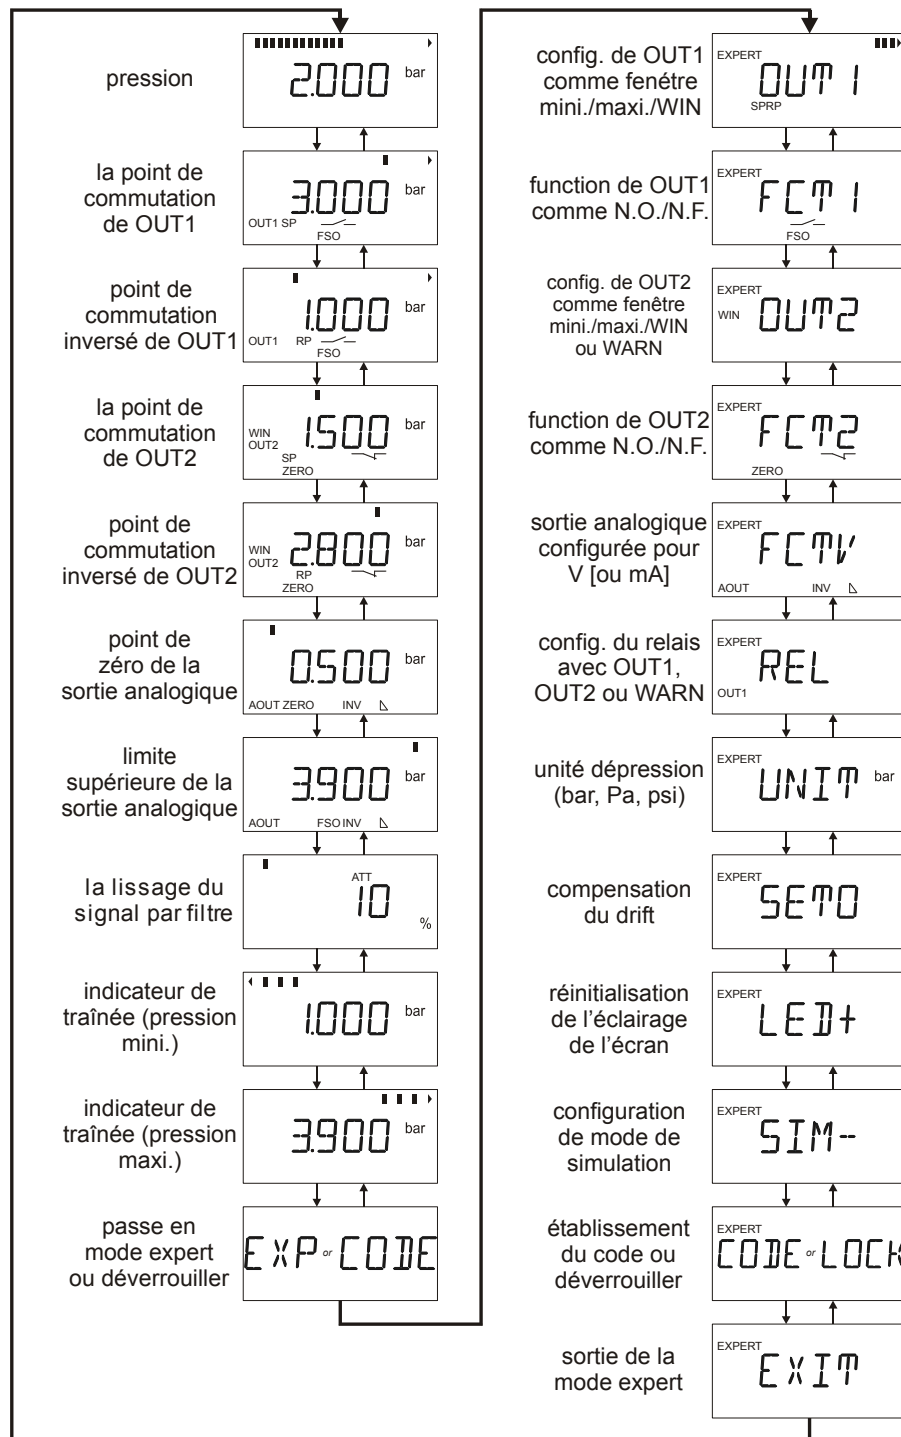 pression
2.000 bar
la point de
commutation
de OUT1
3.000 bar
OUT1 SP
FSO
point de
commutation
inversé de OUT1
1.000 bar
OUT1 RP
FSO
la point de
commutation
de OUT2
1.500 bar
WIN
OUT2
SP
ZERO
point de
commutation
inversé de OUT2
2.800 bar
WIN
OUT2
RP
ZERO
point de
zéro de la
sortie analogique
0.500 bar
AOUT ZERO INV
limite
supérieure de la
sortie analogique
3.900 bar
AOUT FSO INV
la lissage du
signal par filtre
ATT
10
%
indicateur de
traînée (pression
mini.)
1.000 bar
indicateur de
traînée (pression
maxi.)
3.900 bar
passe en
mode expert
ou déverrouiller
EXP or CODE
config. de OUT1
comme fenétre
mini./maxi./WIN
EXPERT
OUT1
SPRP
function de OUT1
comme N.O./N.F.
EXPERT
FCT1
FSO
config. de OUT2
comme fenêtre
mini./maxi./WIN
ou WARN
EXPERT
WIN OUT2
function de OUT2
comme N.O./N.F.
EXPERT
FCT2
ZERO
sortie analogique
configurée pour
V [ou mA]
EXPERT
FCTV
AOUT INV
config. du relais
avec OUT1,
OUT2 ou WARN
EXPERT
REL
OUT1
unité dépression
(bar, Pa, psi)
EXPERT
UNIT bar
compensation
du drift
EXPERT
SET0
réinitialisation
de l'éclairage
de l'écran
EXPERT
LED+
configuration
de mode de
simulation
EXPERT
SIM-
établissement
du code ou
déverrouiller
EXPERT
CODE or LOCK
sortie de la
mode expert
EXPERT
EXIT